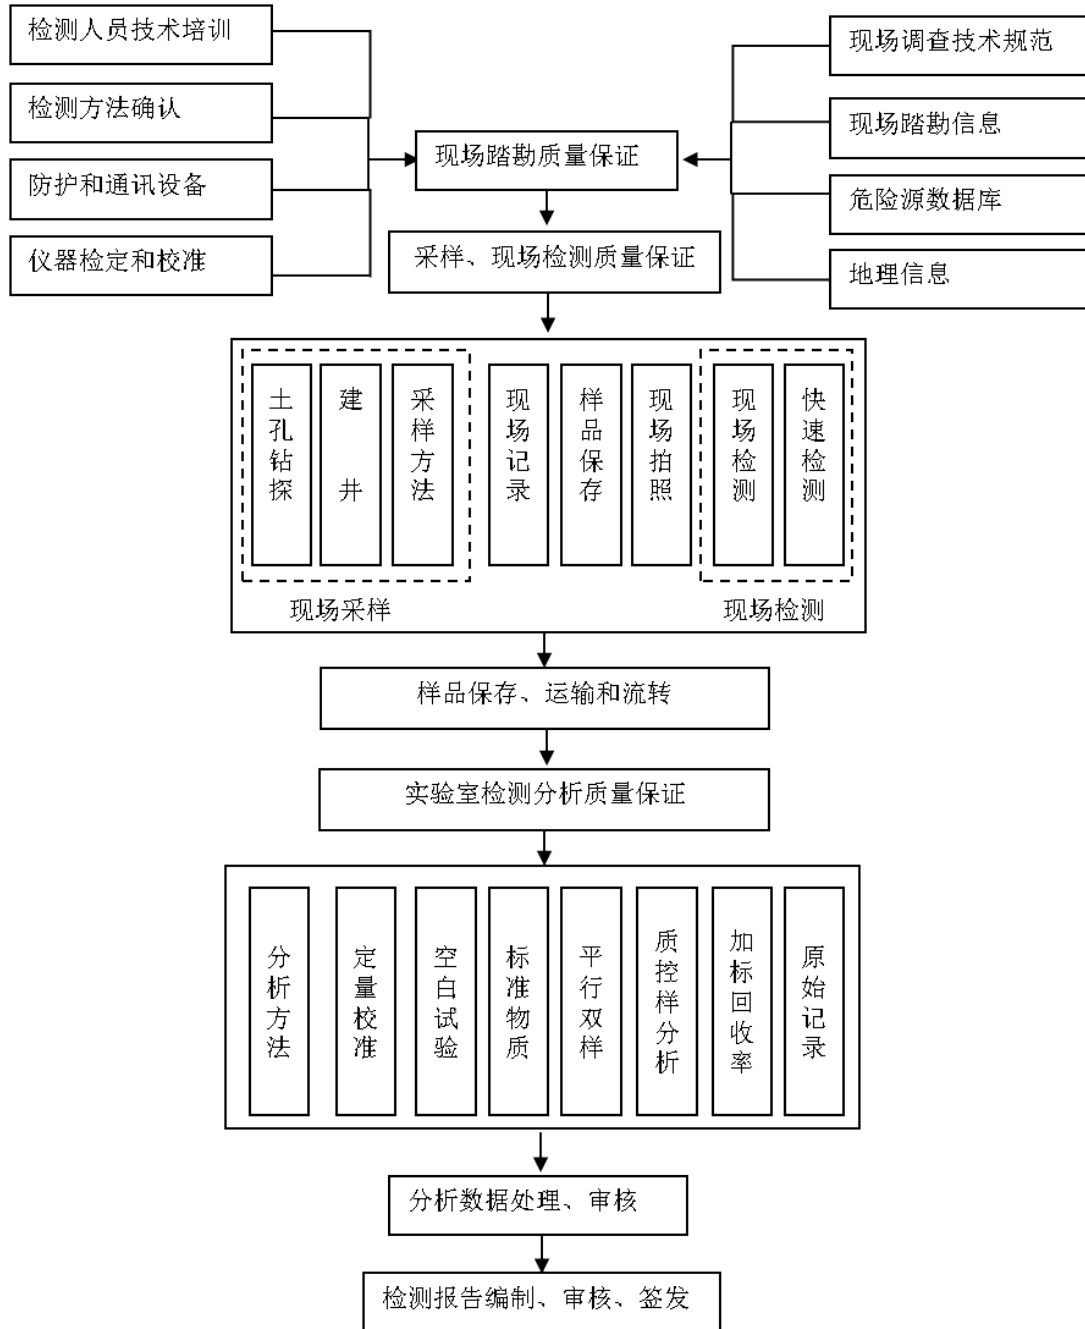 检测人员技术培训
检测方法确认
防护和通讯设备
仪器检定和校准
现场调查技术规范
现场踏勘信息
危险源数据库
地理信息
现场踏勘质量保证
采样、现场检测质量保证
土孔钻探
建井
采样方法
现场记录
样品保存
现场拍照
现场检测
快速检测
现场采样
现场检测
样品保存、运输和流转
实验室检测分析质量保证
分析方法
定量校准
空白试验
标准物质
平行双样
质控样分析
加标回收率
原始记录
分析数据处理、审核
检测报告编制、审核、签发